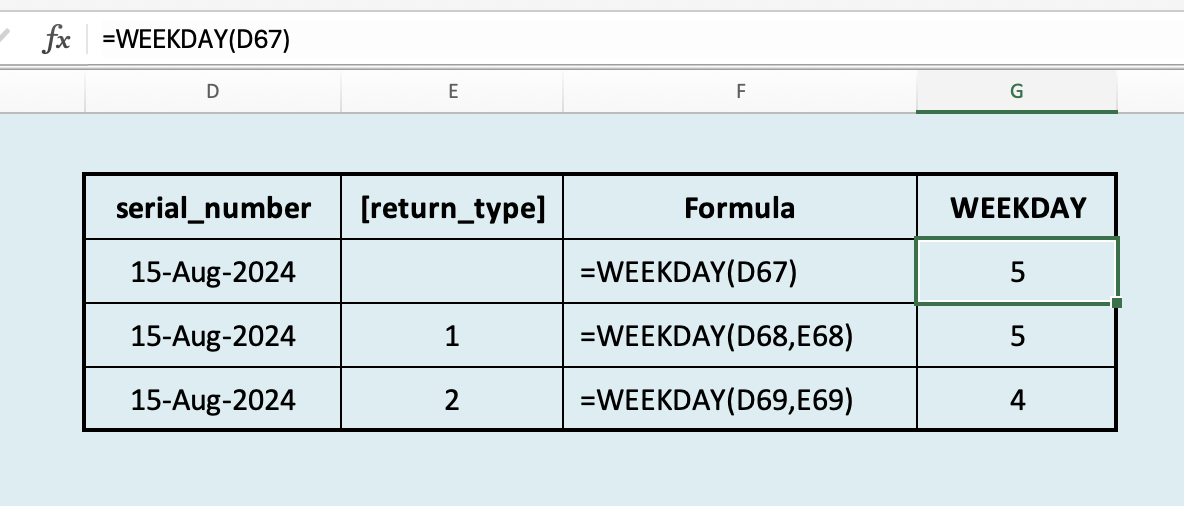 fx =WEEKDAY(D67)
D E F G
serial_number [return_type] Formula WEEKDAY
15-Aug-2024 =WEEKDAY(D67) 5
15-Aug-2024 1 =WEEKDAY(D68,E68) 5
15-Aug-2024 2 =WEEKDAY(D69,E69) 4